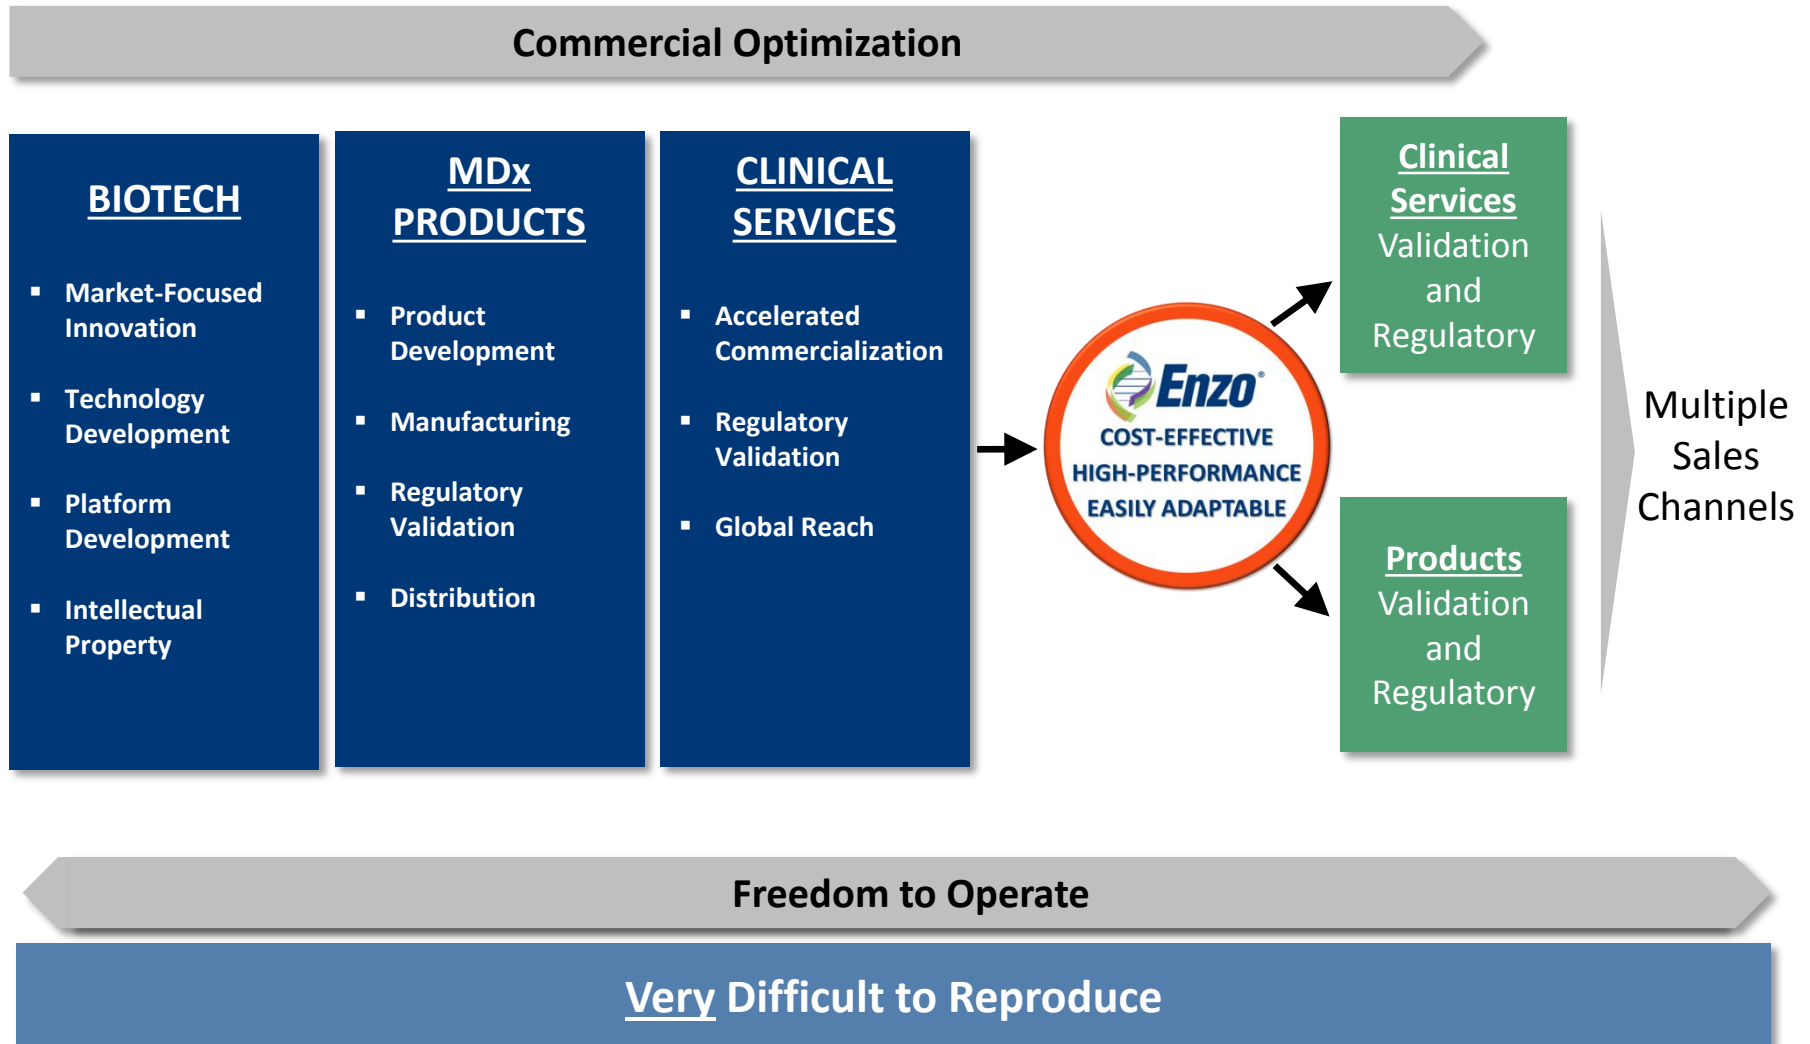 Commercial Optimization
BIOTECH
▪ Market-Focused
Innovation
▪ Technology
Development
▪ Platform
Development
▪ Intellectual
Property
MDx
PRODUCTS
▪ Product
Development
▪ Manufacturing
▪ Regulatory
Validation
▪ Distribution
CLINICAL
SERVICES
▪ Accelerated
Commercialization
▪ Regulatory
Validation
▪ Global Reach
Enzo®
COST-EFFECTIVE
HIGH-PERFORMANCE
EASILY ADAPTABLE
Clinical
Services
Validation
and
Regulatory
Products
Validation
and
Regulatory
Multiple
Sales
Channels
Freedom to Operate
Very Difficult to Reproduce